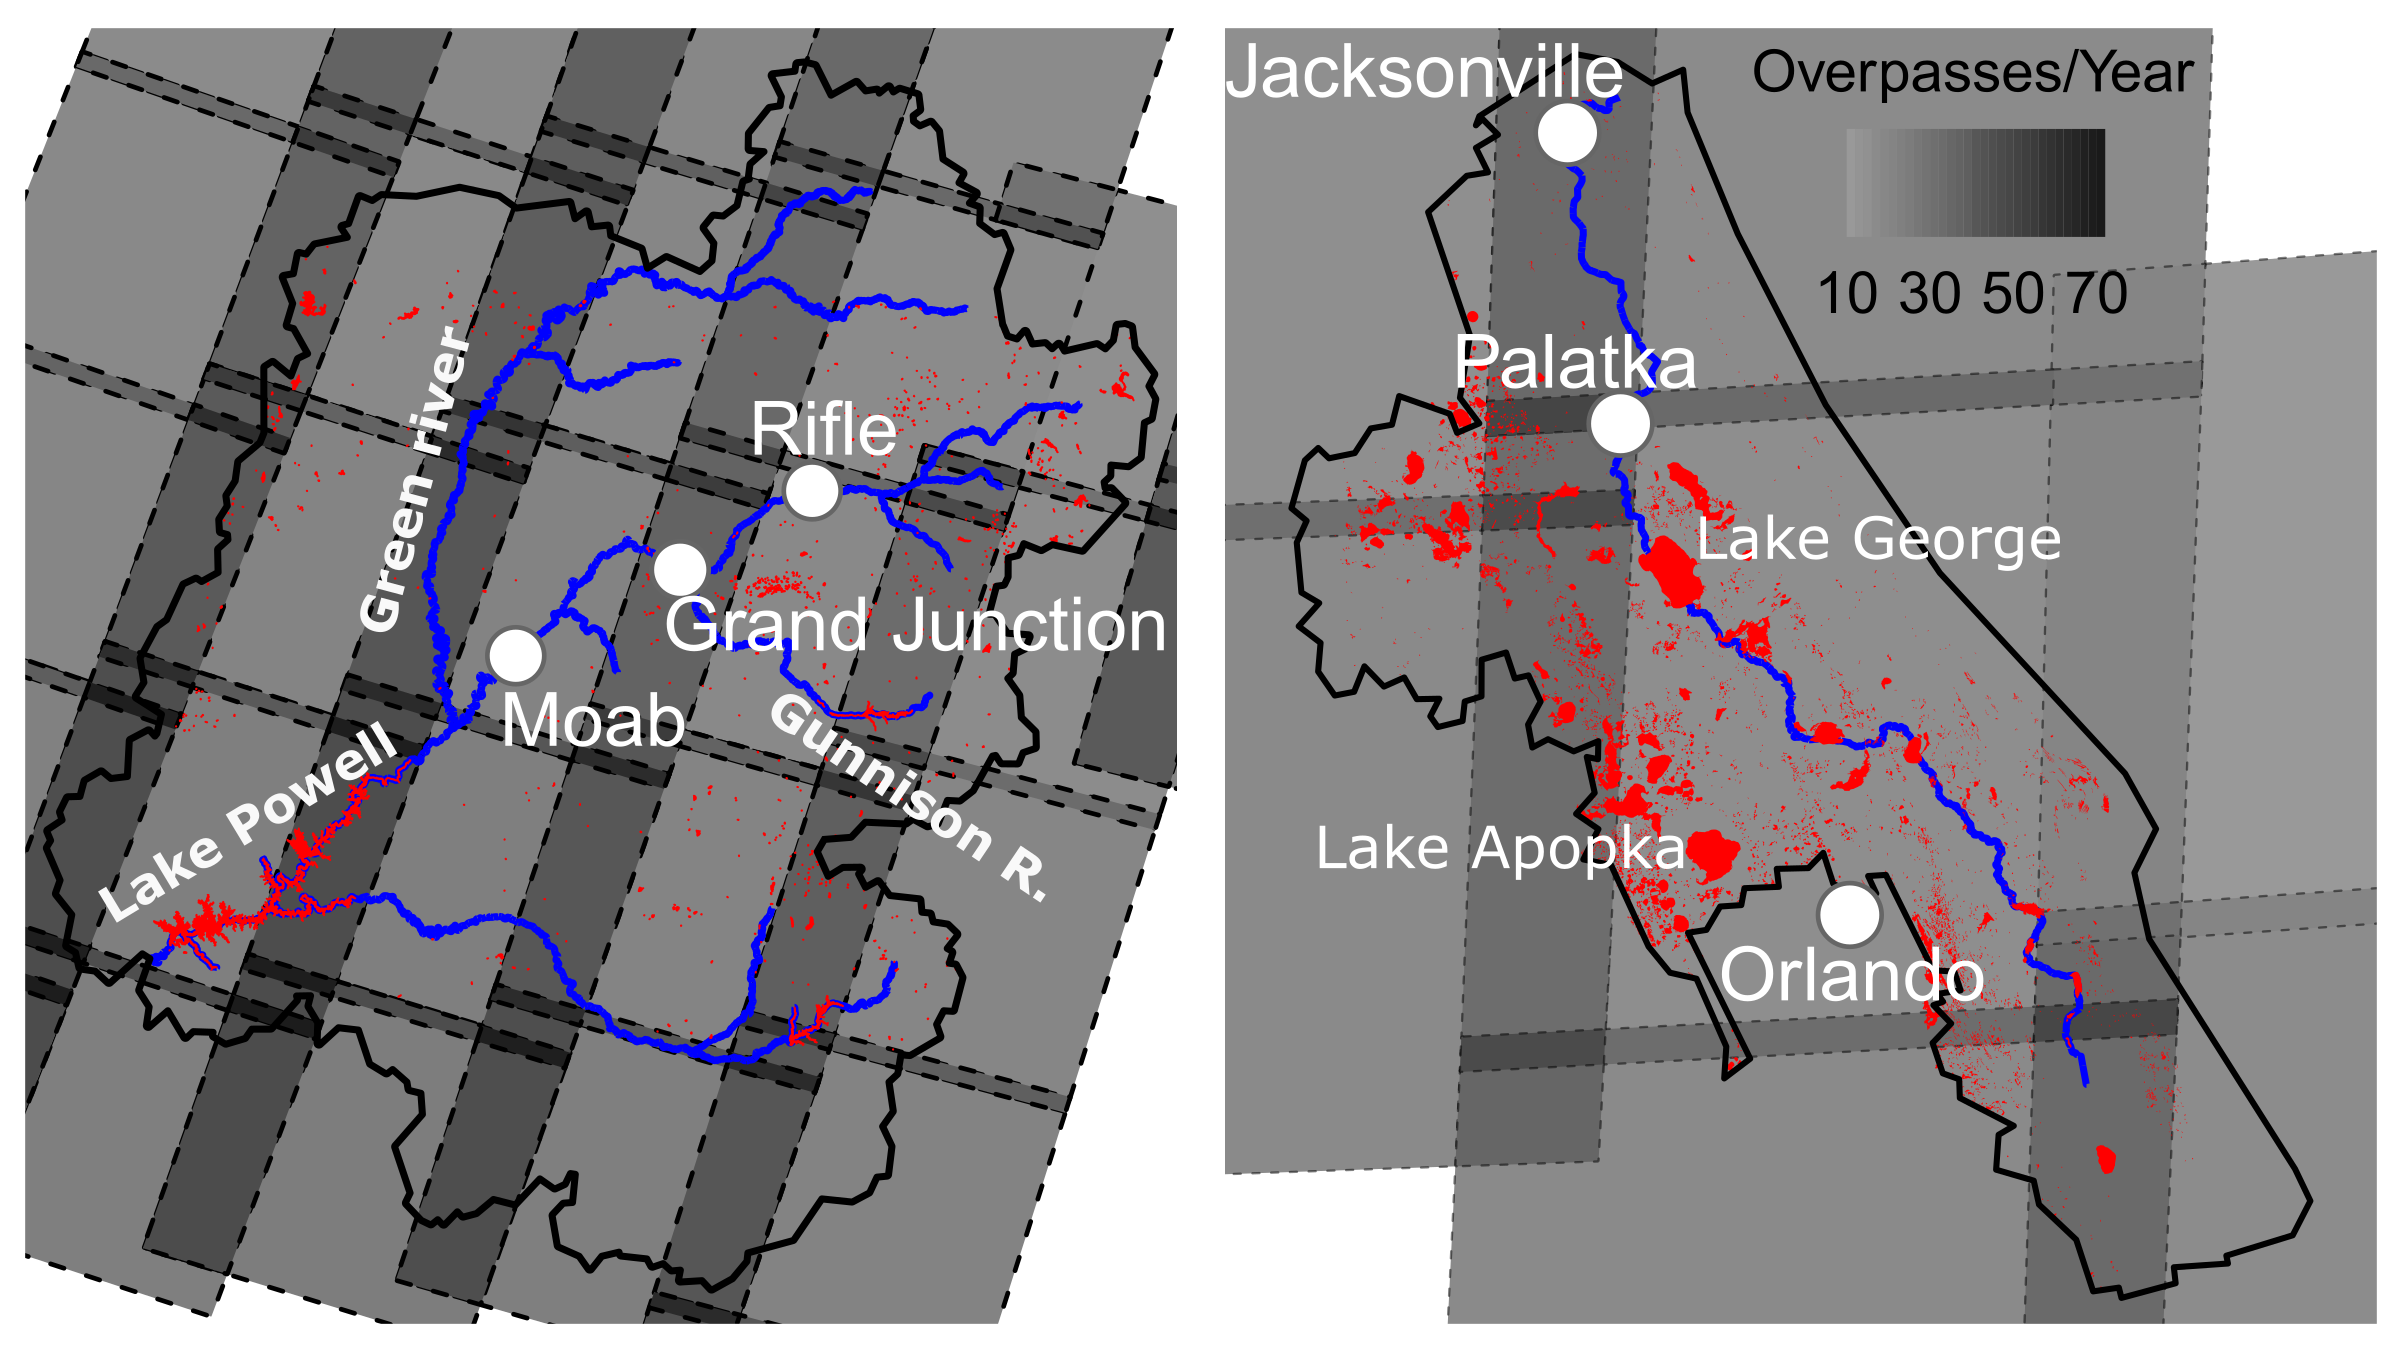 Green river
Rifle
Grand Junction
Moab
Lake Powell
Gunnison R.
Jacksonville
Overpasses/Year
10 30 50 70
Palatka
Lake George
Lake Apopka
Orlando